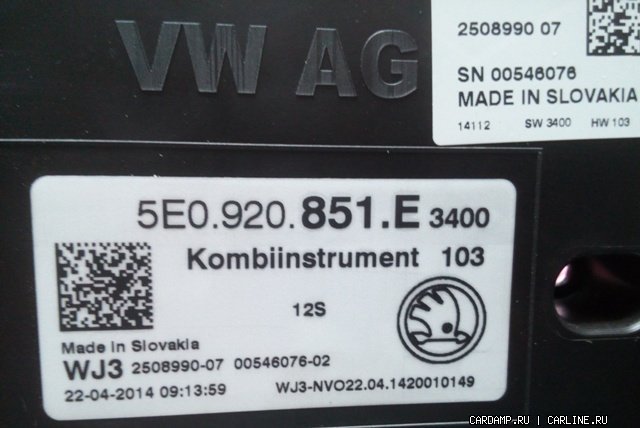 VW AG
2508990 07
SN 00546076
MADE IN SLOVAKIA
14112 SW 3400 HW 103
5E0.920.851.E 3400
Kombiinstrument 103
12S
Made in Slovakia
WJ3 2508990-07 00546076-02
22-04-2014 09:13:59 WJ3-NVO22.04.1420010149
CARDAMP.RU | CARLINE.RU